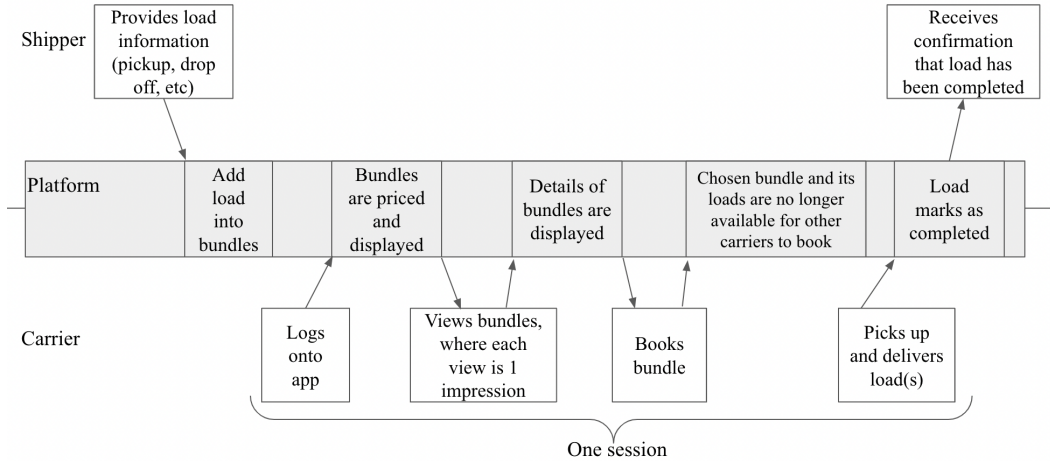 Shipper
Provides load
information
(pickup, drop
off, etc)
Receives
confirmation
that load has
been completed
Platform
Add
load
into
bundles
Bundles
are priced
and
displayed
Details of
bundles are
displayed
Chosen bundle and its
loads are no longer
available for other
carriers to book
Load
marks as
completed
Carrier
Logs
onto
app
Views bundles,
where each
view is 1
impression
Books
bundle
Picks up
and delivers
load(s)
One session